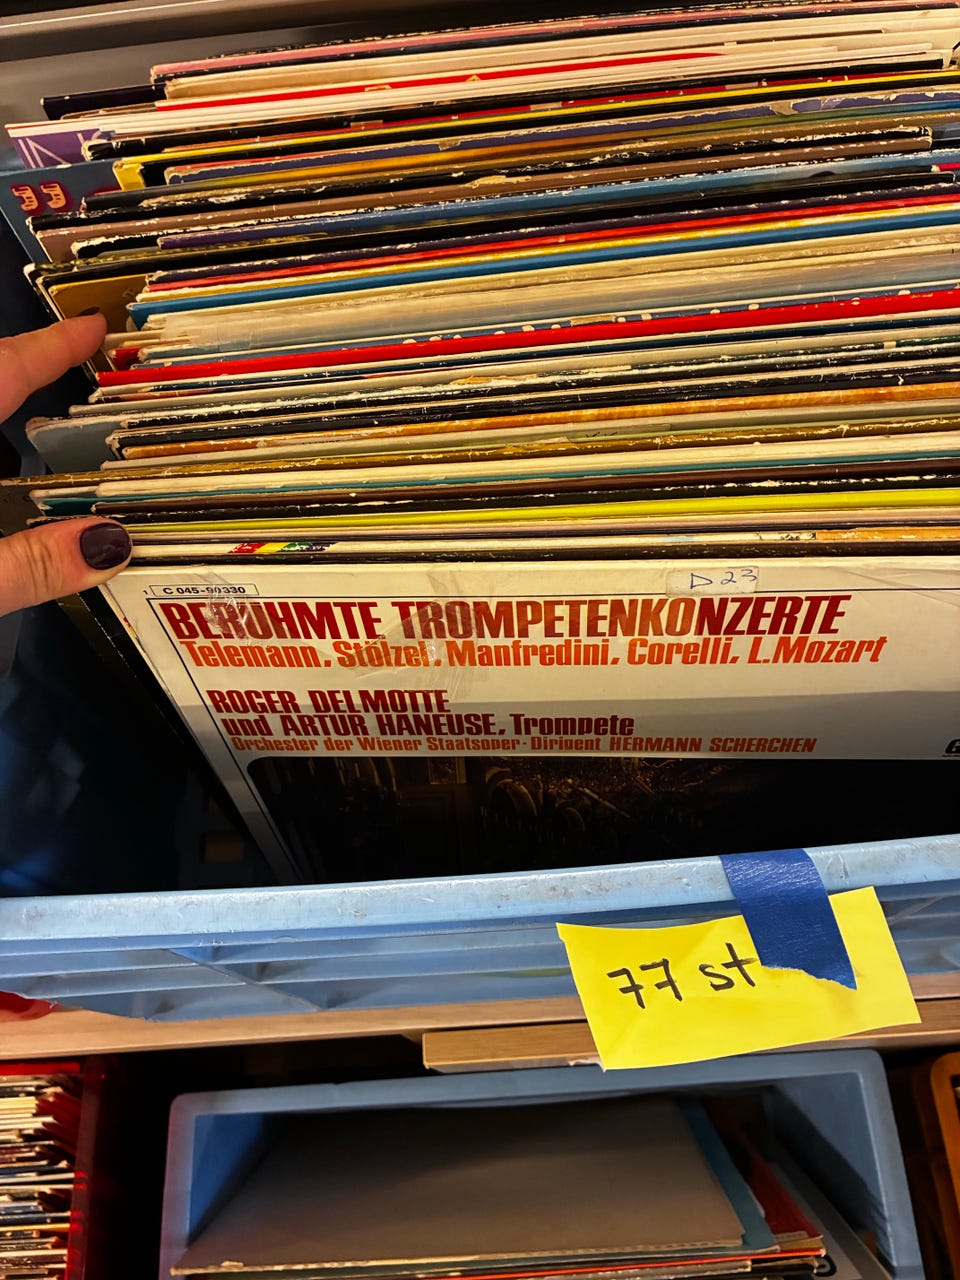 D 23
C 045-90330
BERÜHMTE TROMPETENKONZERTE
Telemann, Stölzel, Manfredini, Corelli, L.Mozart
ROGER DELMOTTE
und ARTUR HANEUSE, Trompete
Orchester der Wiener Staatsoper - Dirigent HERMANN SCHERCHEN
77 st